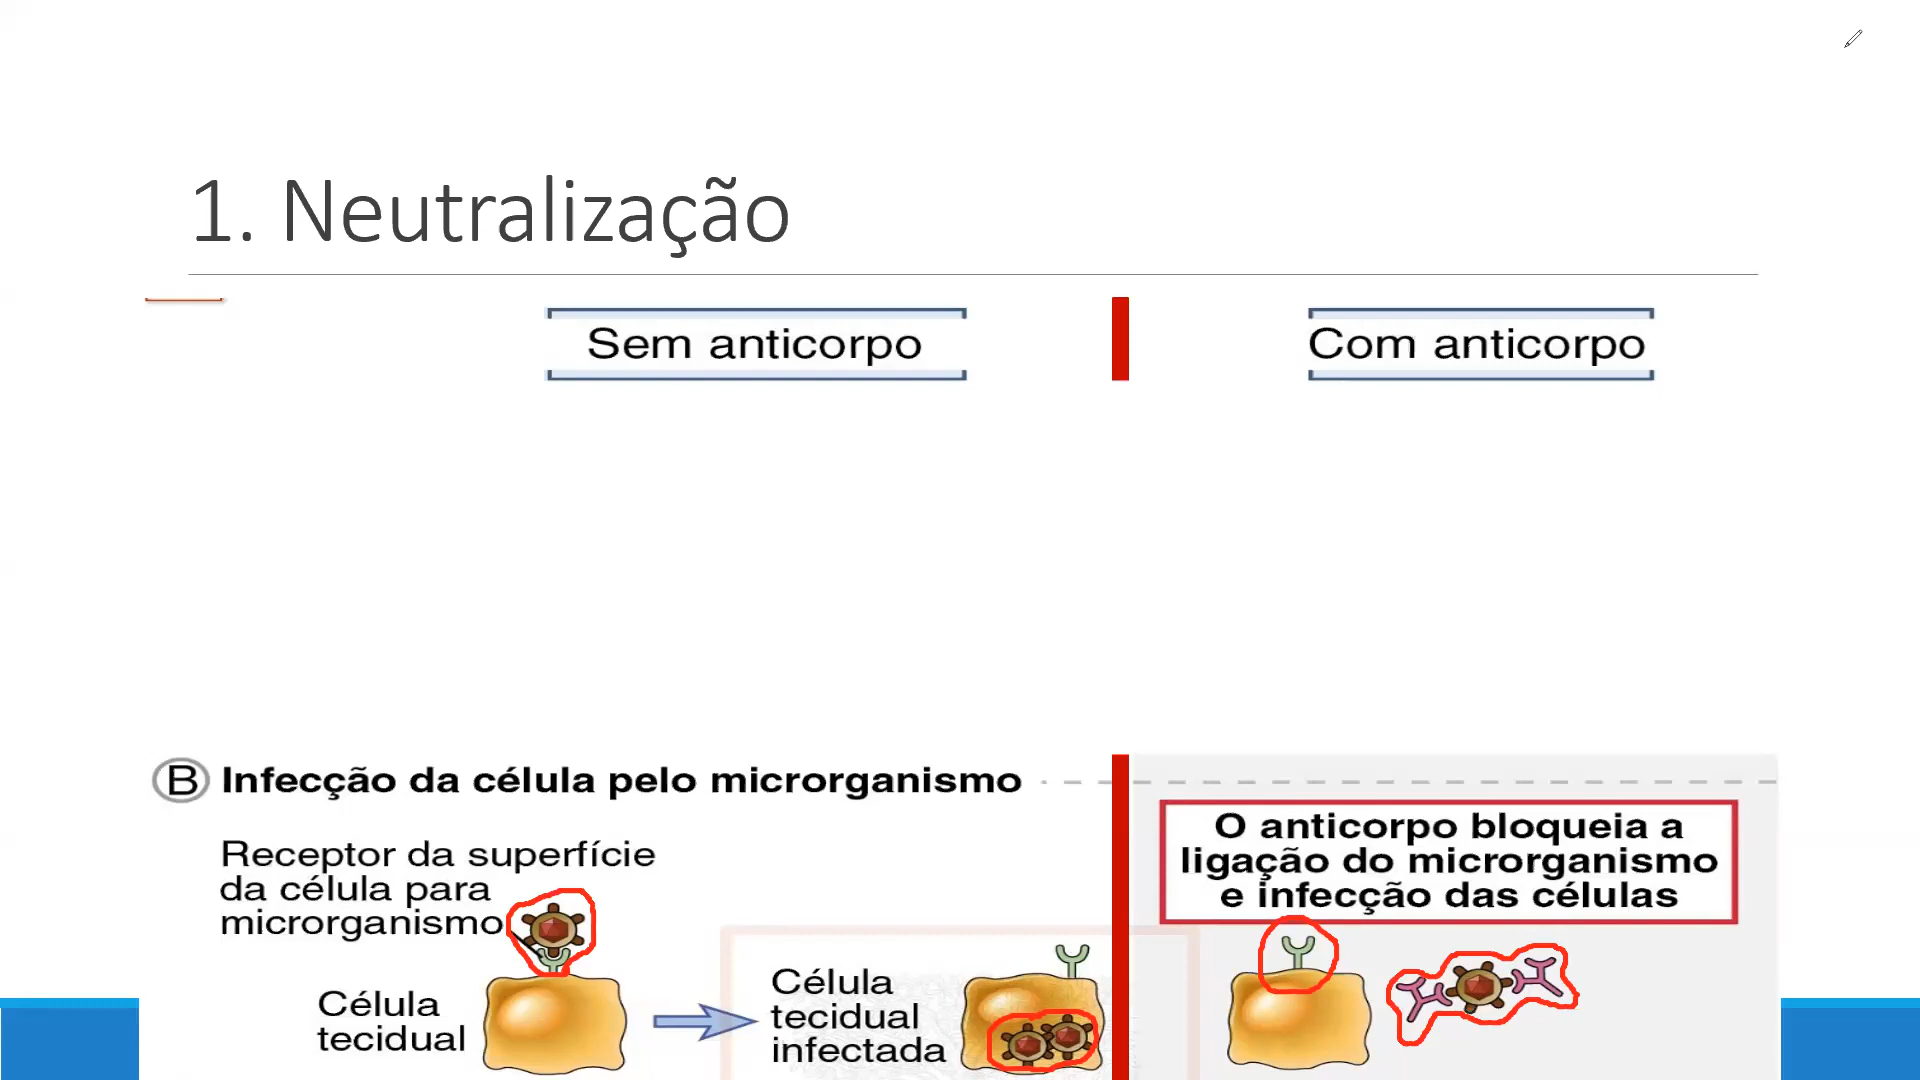 1. Neutralização
Sem anticorpo
Com anticorpo
B Infecção da célula pelo microrganismo
O anticorpo bloqueia a
ligação do microrganismo
e infecção das células
Receptor da superfície
da célula para
microrganismo
Célula
tecidual
Célula
tecidual
infectada